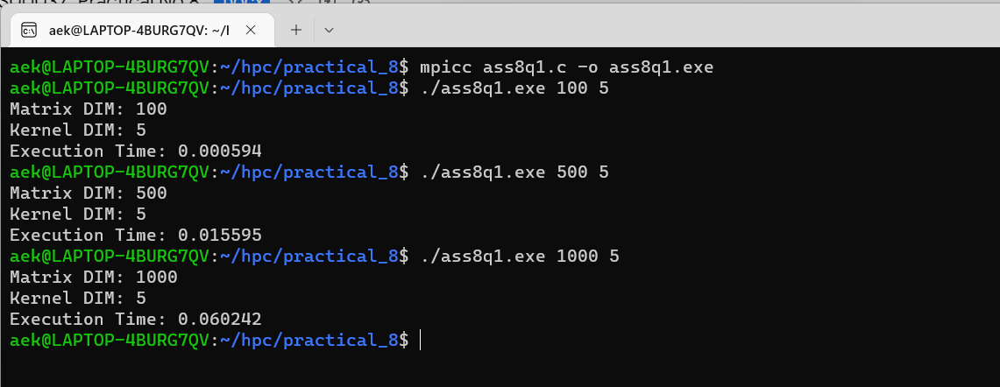 Practical No 8
aek@LAPTOP-4BURG7QV: ~/l
aek@LAPTOP-4BURG7QV:~/hpc/practical_8$ mpicc ass8q1.c -o ass8q1.exe
aek@LAPTOP-4BURG7QV:~/hpc/practical_8$ ./ass8q1.exe 100 5
Matrix DIM: 100
Kernel DIM: 5
Execution Time: 0.000594
aek@LAPTOP-4BURG7QV:~/hpc/practical_8$ ./ass8q1.exe 500 5
Matrix DIM: 500
Kernel DIM: 5
Execution Time: 0.015595
aek@LAPTOP-4BURG7QV:~/hpc/practical_8$ ./ass8q1.exe 1000 5
Matrix DIM: 1000
Kernel DIM: 5
Execution Time: 0.060242
aek@LAPTOP-4BURG7QV:~/hpc/practical_8$